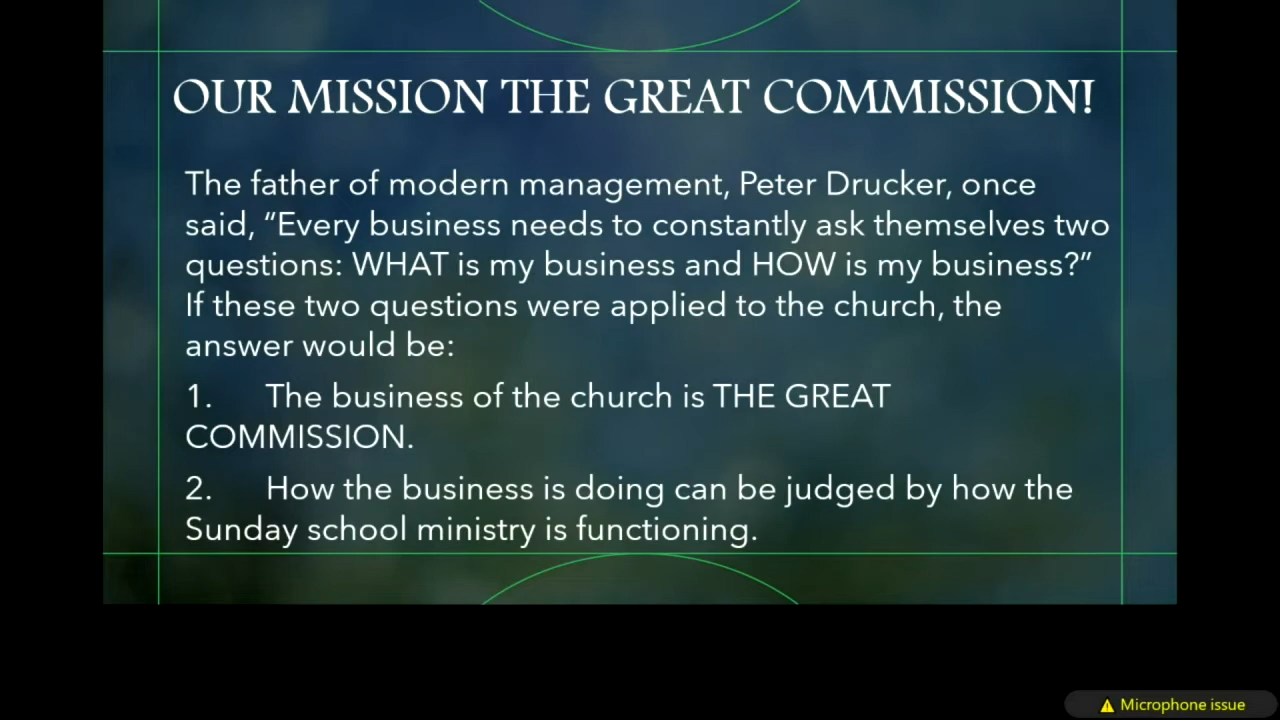 OUR MISSION THE GREAT COMMISSION!
The father of modern management, Peter Drucker, once
said, “Every business needs to constantly ask themselves two
questions: WHAT is my business and HOW is my business?”
If these two questions were applied to the church, the
answer would be:
1. The business of the church is THE GREAT
COMMISSION.
2. How the business is doing can be judged by how the
Sunday school ministry is functioning.
Microphone issue